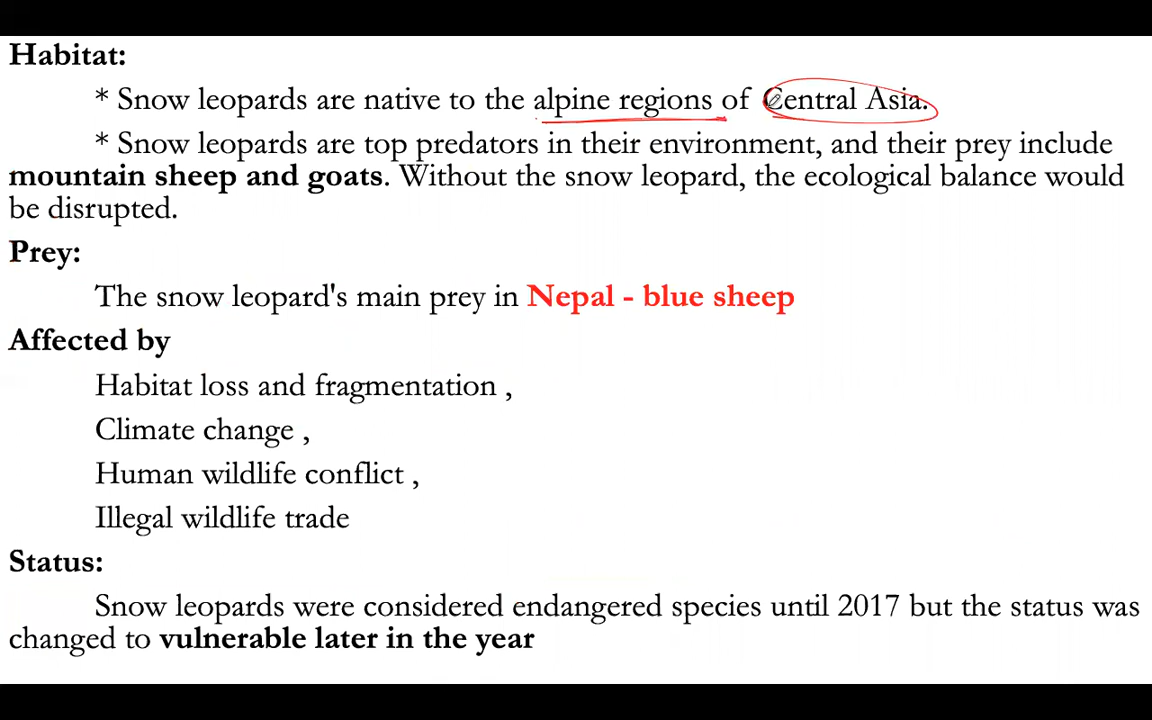 Habitat:
* Snow leopards are native to the alpine regions of Central Asia.
* Snow leopards are top predators in their environment, and their prey include
mountain sheep and goats. Without the snow leopard, the ecological balance would
be disrupted.
Prey:
The snow leopard's main prey in Nepal - blue sheep
Affected by
Habitat loss and fragmentation ,
Climate change ,
Human wildlife conflict ,
Illegal wildlife trade
Status:
Snow leopards were considered endangered species until 2017 but the status was
changed to vulnerable later in the year